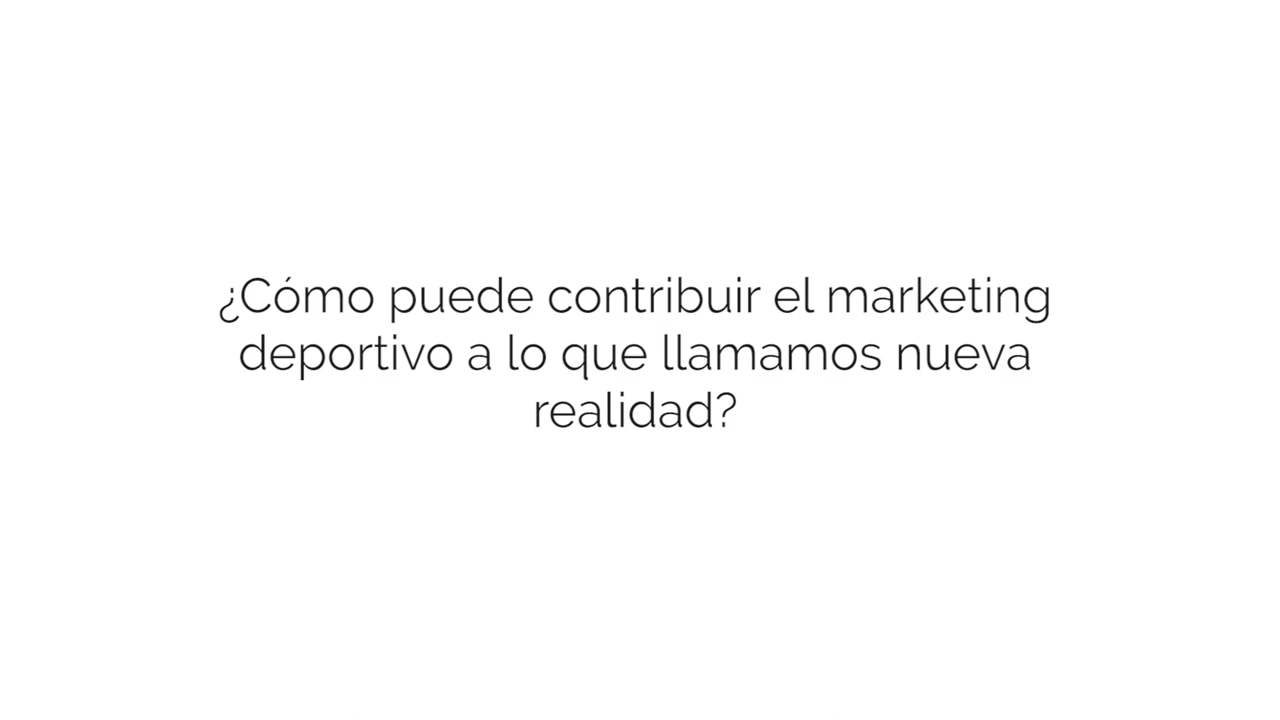 ¿Cómo puede contribuir el marketing
deportivo a lo que llamamos nueva
realidad?